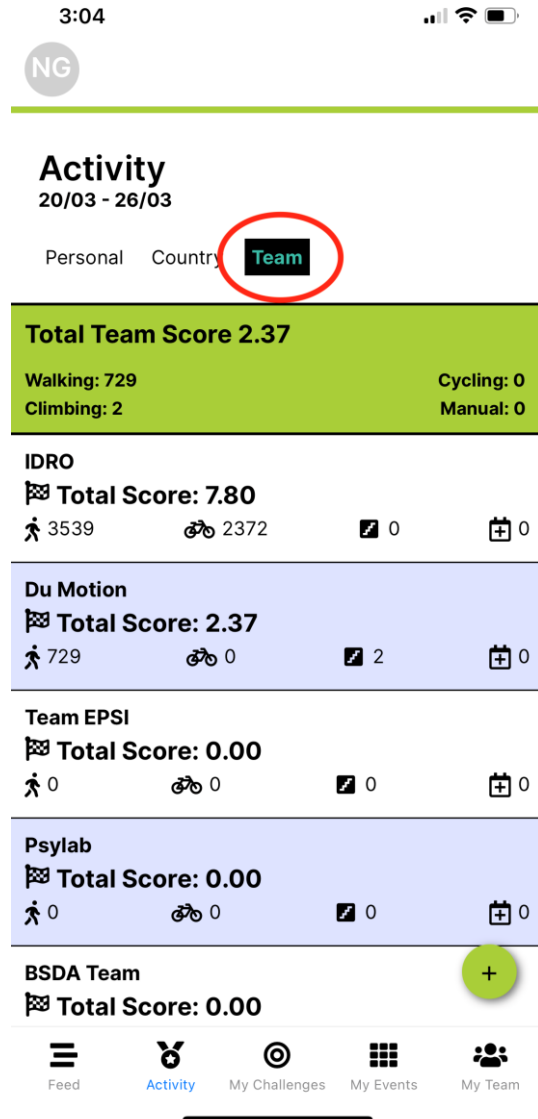 3:04
NG
Activity
20/03 - 26/03
Personal Country Team
Total Team Score 2.37
Walking: 729 Cycling: 0
Climbing: 2 Manual: 0
IDRO
Total Score: 7.80
3539 2372 0 0
Du Motion
Total Score: 2.37
729 0 2 0
Team EPSI
Total Score: 0.00
0 0 0 0
Psylab
Total Score: 0.00
0 0 0 0
BSDA Team
+
Total Score: 0.00
Feed Activity My Challenges My Events My Team